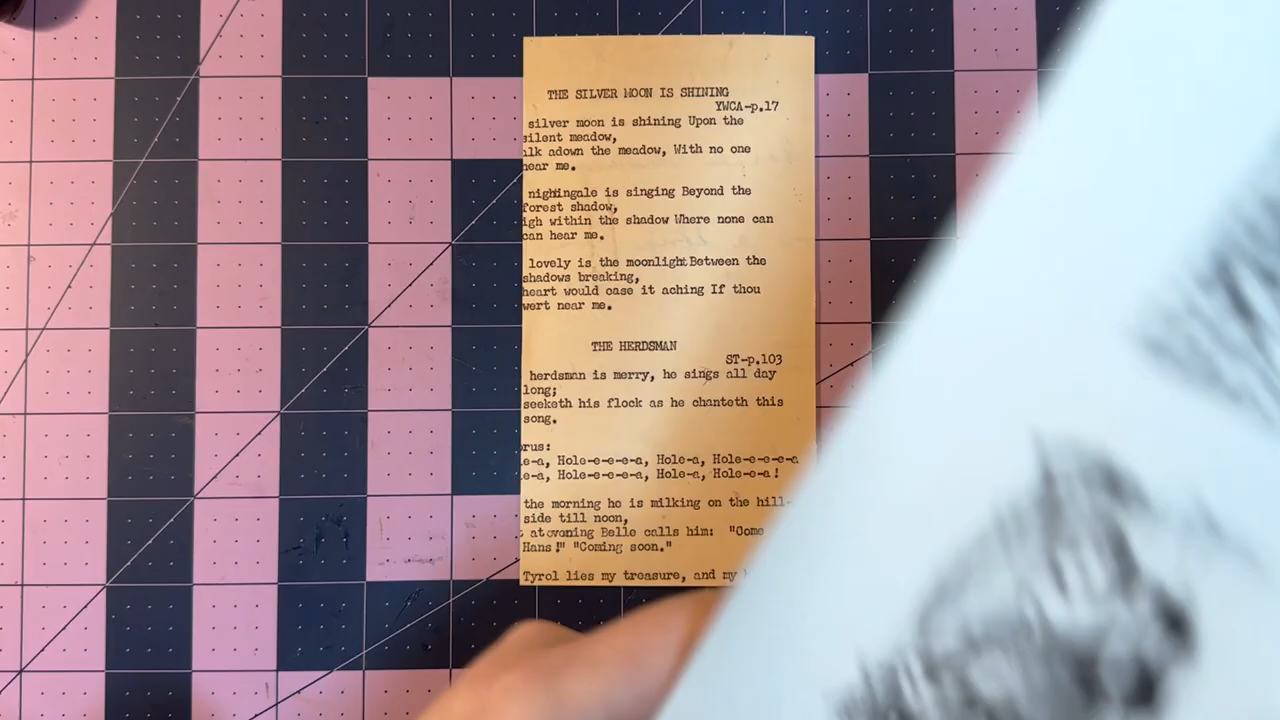 THE SILVER MOON IS SHINING
YWCA-p.17
silver moon is shining Upon the
silent meadow,
adown the meadow, With no one
near me.
nightingale is singing Beyond the
forest shadow,
within the shadow Where none can
can hear me.
lovely is the moonlight Between the
shadows breaking,
heart would case it aching If thou
wert near me.
THE HERDSMAN
ST-p.103
herdsman is merry, he sings all day
long;
seeketh his flock as he chanteth this
song.
rus:
e-a, Hole-e-e-e-a, Hole-a, Hole-e-e-e-a
e-a, Hole-e-e-e-a, Hole-a, Hole-e-a!
the morning he is milking on the hill-
side till noon,
at evoning Belle calls him: "Come
Hans!" "Coming soon."
Tyrol lies my treasure, and my